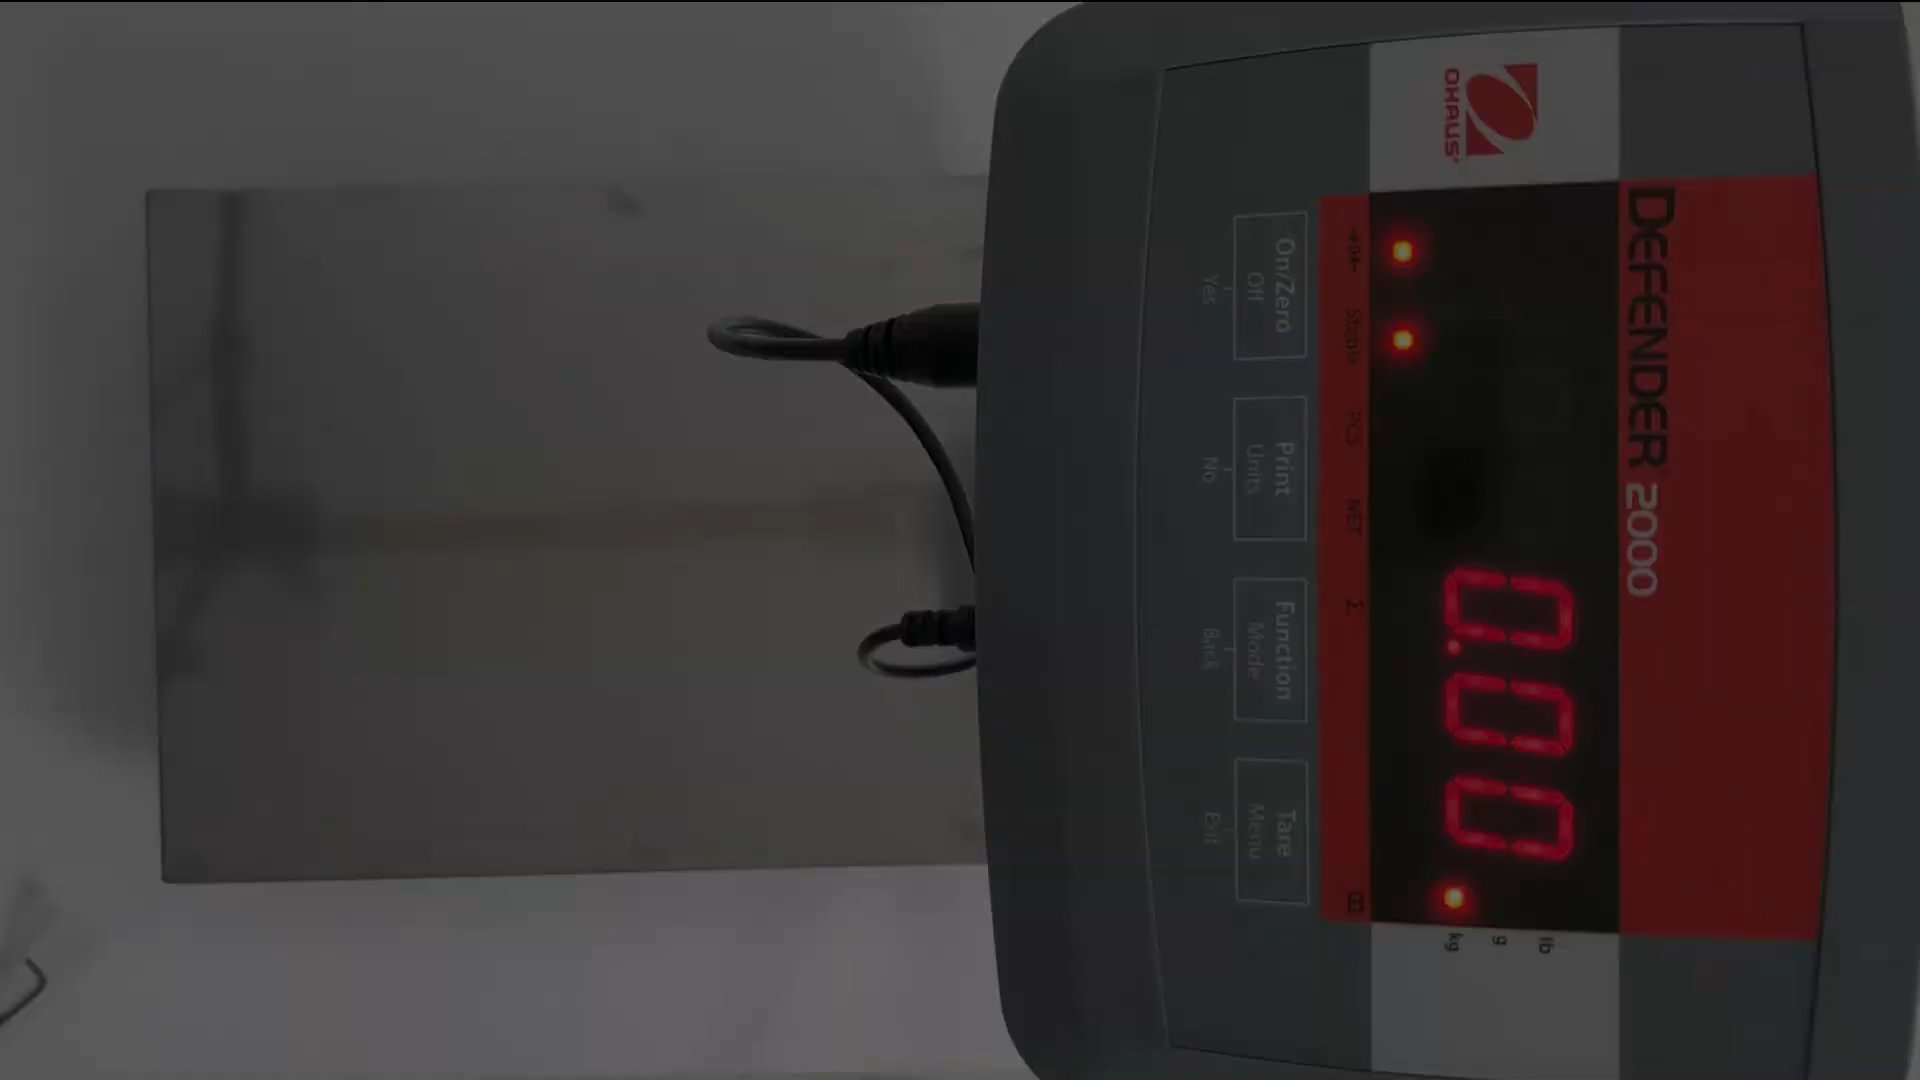 OHAUS
DEFENDER 2000
→0← Stable PCS NET Σ
0.00
lb
g
kg
On/Zero
Off
Yes
Print
Units
No
Function
Mode
Back
Tare
Menu
Exit